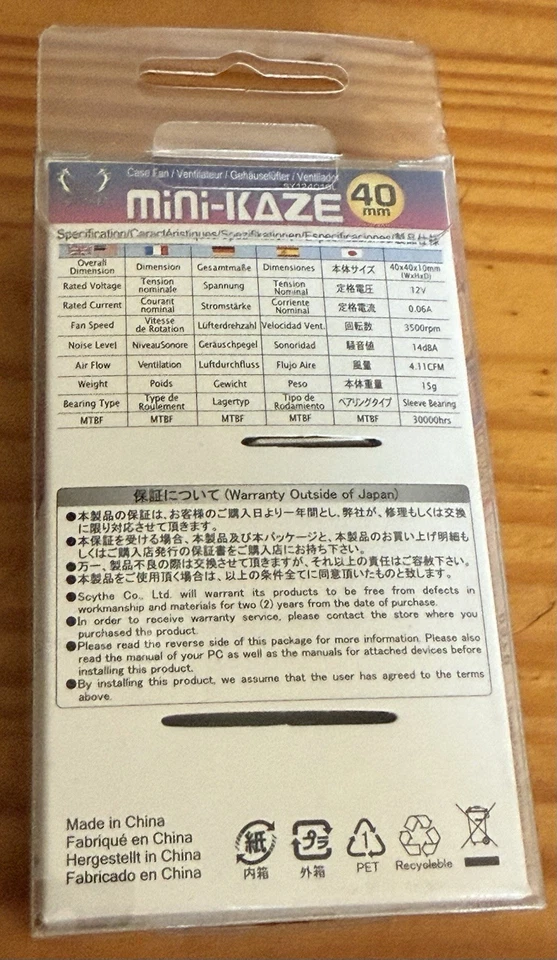 Case Fan / Ventilateur / Gehäuselüfter / Ventilador
SY124010L
mini-KAZE 40 mm
Specification/Caractéristiques/Spezifikationen/Especificaciones/製品仕様
Overall Dimension Dimension Gesamtmaße Dimensiones 本体サイズ 40x40x10mm (WxHxD)
Rated Voltage Tension nominale Spannung Tension Nominal 定格電圧 12V
Rated Current Courant nominal Stromstärke Corriente Nominal 定格電流 0.06A
Fan Speed Vitesse de Rotation Lüfterdrehzahl Velocidad Vent. 回転数 3500rpm
Noise Level NiveauSonore Geräuschpegel Sonoridad 騒音値 14dBA
Air Flow Ventilation Luftdurchfluss Flujo Aire 風量 4.11CFM
Weight Poids Gewicht Peso 本体重量 15g
Bearing Type Type de Roulement Lagertyp Tipo de Rodamiento ベアリングタイプ Sleeve Bearing
MTBF MTBF MTBF MTBF MTBF 30000hrs
保証について (Warranty Outside of Japan)
●本製品の保証は、お客様のご購入日より一年間とし、弊社が、修理もしくは交換
に限り対応させて頂きます。
●本保証を受ける場合、本製品及び本パッケージと、本製品のお買い上げ明細も
しくはご購入店発行の保証書をご購入店にお持ち下さい。
●万一、製品不良の際は交換させて頂きますが、それ以上の責任はご容赦下さい。
●本製品をご使用頂く場合は、以上の条件全てに同意頂いたものと致します。
●Scythe Co., Ltd. will warrant its products to be free from defects in
workmanship and materials for two (2) years from the date of purchase.
●In order to receive warranty service, please contact the store where you
purchased the product.
●Please read the reverse side of this package for more information. Please also
read the manual of your PC as well as the manuals for attached devices before
installing this product.
●By installing this product, we assume that the user has agreed to the terms
above.
Made in China
Fabriqué en China
Hergestellt in China
Fabricado en China
紙 プラ 1
内箱 外箱 PET Recycleble